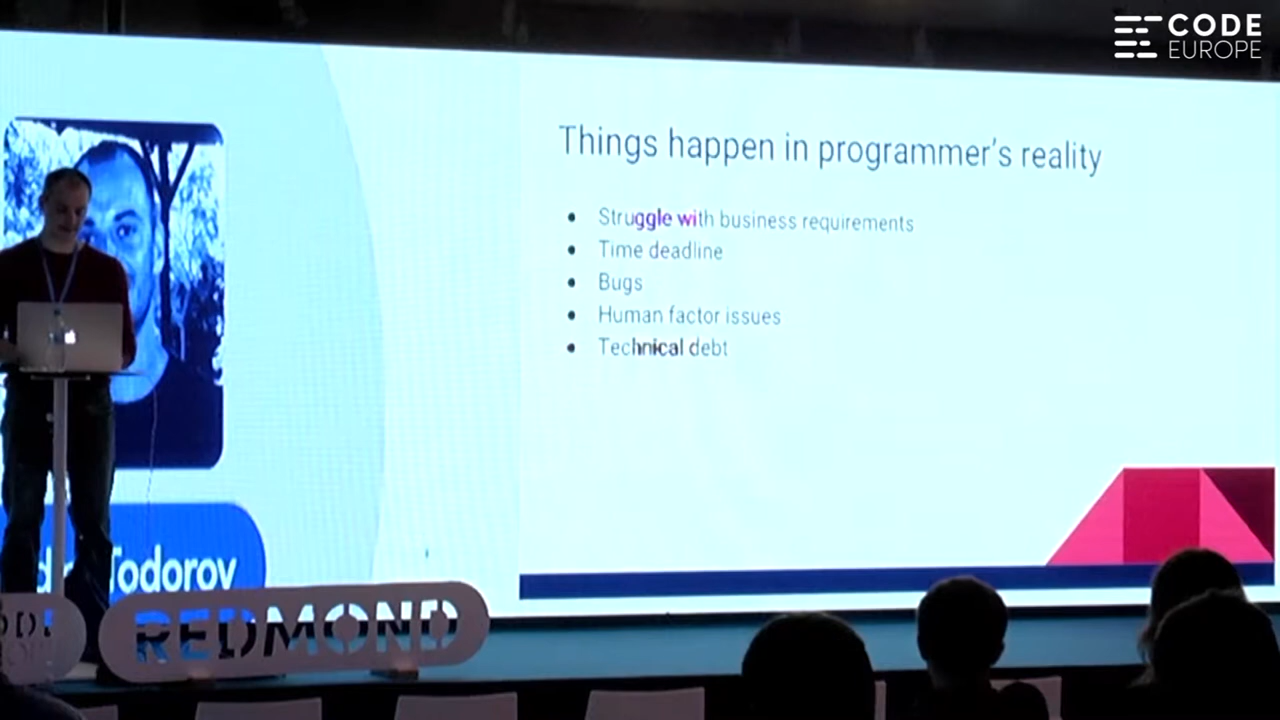 CODE
EUROPE
Things happen in programmer's reality
• Struggle with business requirements
• Time deadline
• Bugs
• Human factor issues
• Technical debt
Todorov
REDMOND